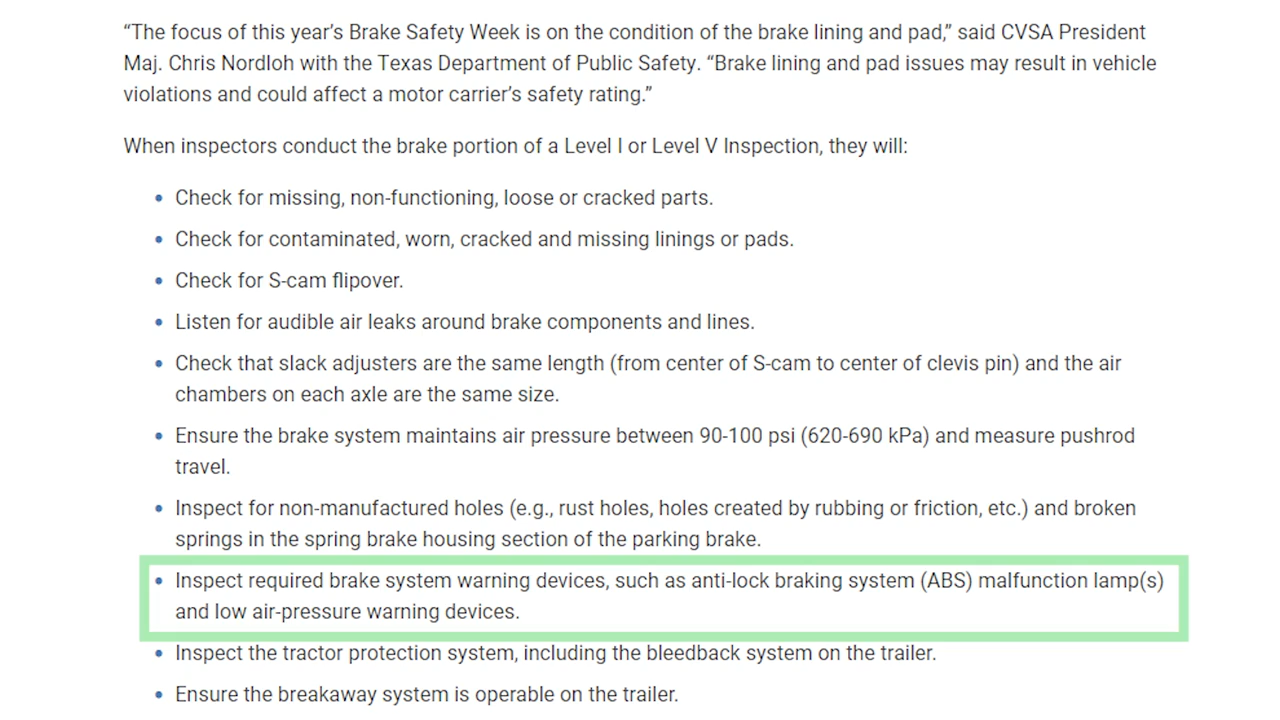 “The focus of this year’s Brake Safety Week is on the condition of the brake lining and pad,” said CVSA President
Maj. Chris Nordloh with the Texas Department of Public Safety. “Brake lining and pad issues may result in vehicle
violations and could affect a motor carrier’s safety rating.”
When inspectors conduct the brake portion of a Level I or Level V Inspection, they will:
• Check for missing, non-functioning, loose or cracked parts.
• Check for contaminated, worn, cracked and missing linings or pads.
• Check for S-cam flipover.
• Listen for audible air leaks around brake components and lines.
• Check that slack adjusters are the same length (from center of S-cam to center of clevis pin) and the air
chambers on each axle are the same size.
• Ensure the brake system maintains air pressure between 90-100 psi (620-690 kPa) and measure pushrod
travel.
• Inspect for non-manufactured holes (e.g., rust holes, holes created by rubbing or friction, etc.) and broken
springs in the spring brake housing section of the parking brake.
• Inspect required brake system warning devices, such as anti-lock braking system (ABS) malfunction lamp(s)
and low air-pressure warning devices.
• Inspect the tractor protection system, including the bleedback system on the trailer.
• Ensure the breakaway system is operable on the trailer.